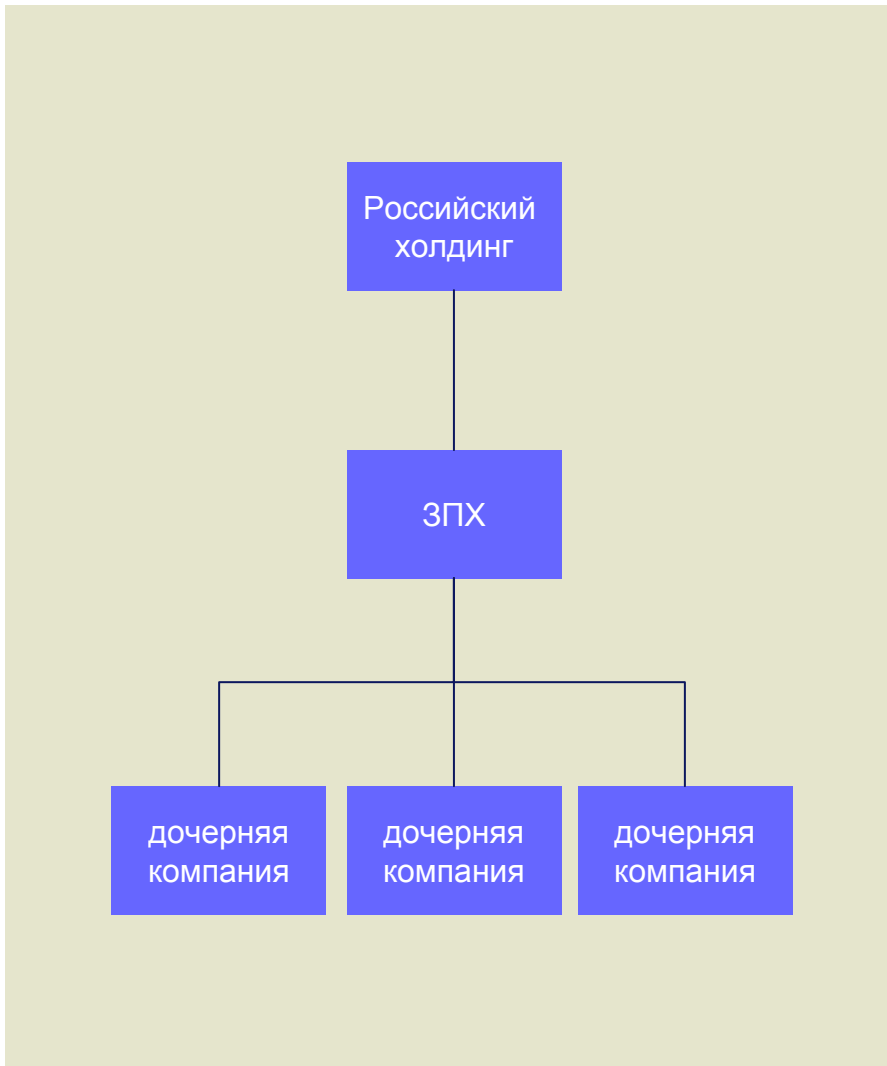 Российский
холдинг
ЗПХ
дочерняя
компания
дочерняя
компания
дочерняя
компания